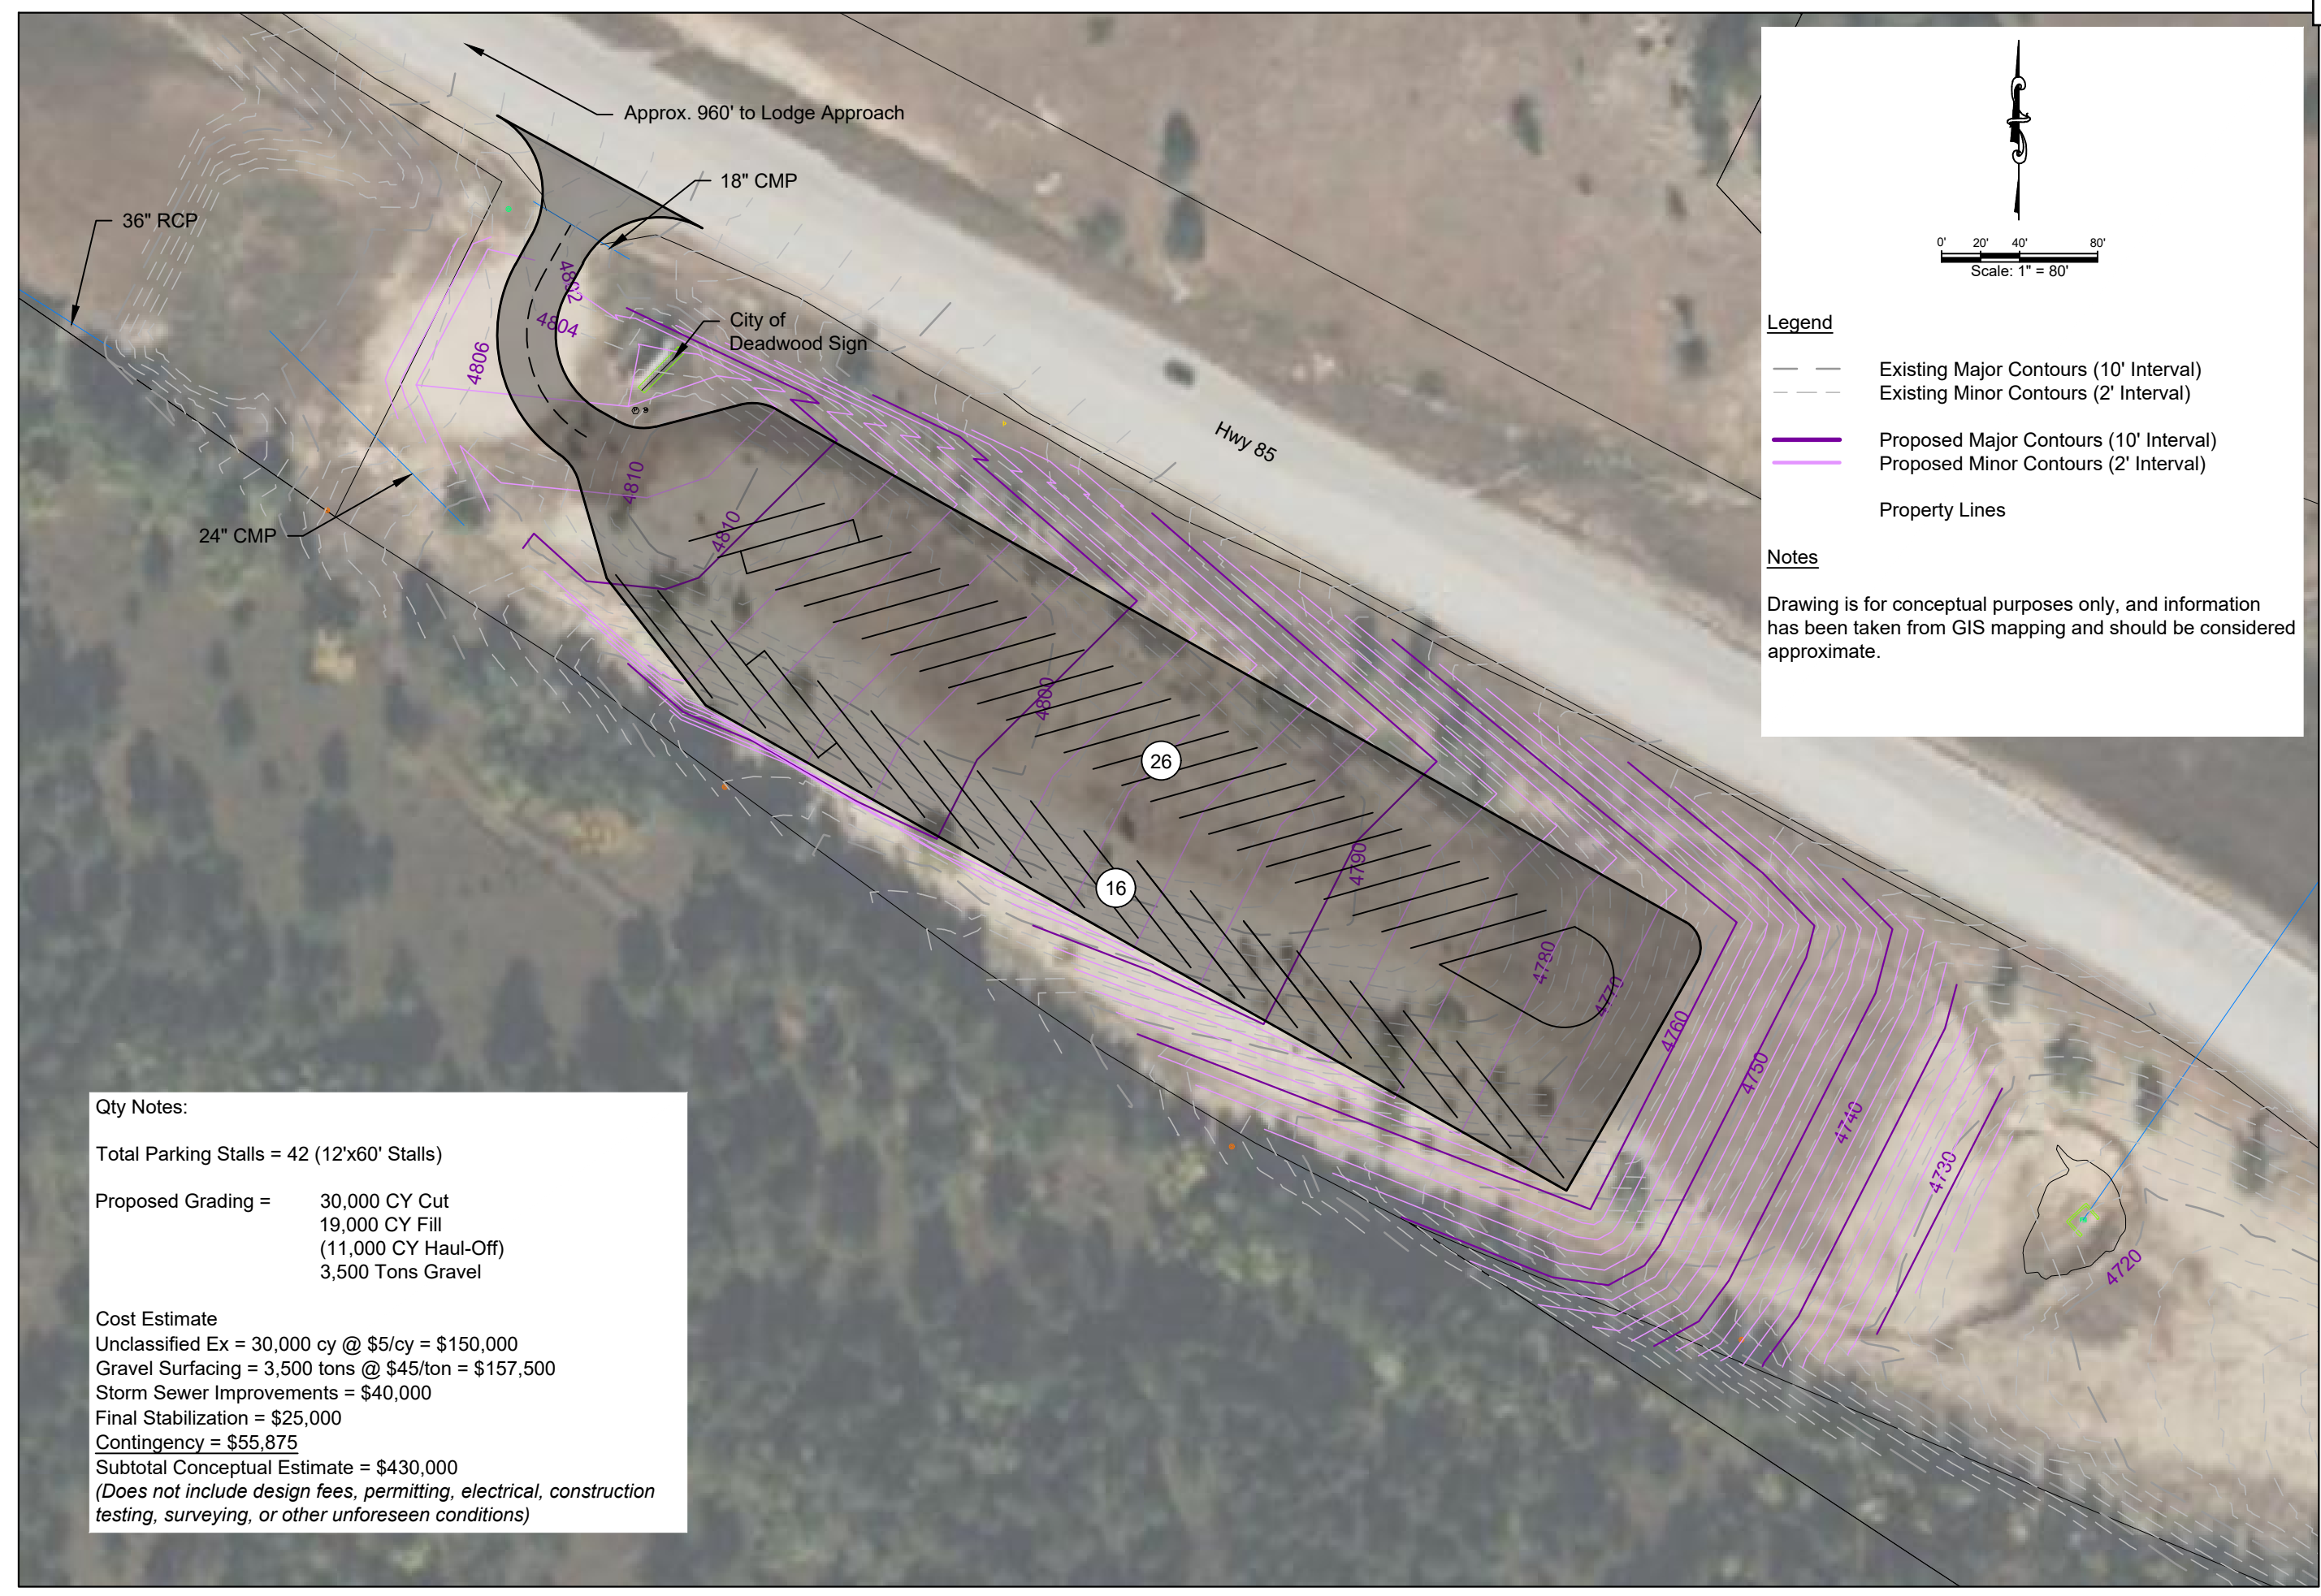 Approx. 960' to Lodge Approach
18" CMP
36" RCP
City of
Deadwood Sign
24" CMP
Hwy 85
4802
4804
4806
4810
4810
4800
4790
4780
4770
4760
4750
4740
4730
4720
26
16
0' 20' 40' 80'
Scale: 1" = 80'
Legend
Existing Major Contours (10' Interval)
Existing Minor Contours (2' Interval)
Proposed Major Contours (10' Interval)
Proposed Minor Contours (2' Interval)
Property Lines
Notes
Drawing is for conceptual purposes only, and information
has been taken from GIS mapping and should be considered
approximate.
Qty Notes:
Total Parking Stalls = 42 (12'x60' Stalls)
Proposed Grading = 30,000 CY Cut
19,000 CY Fill
(11,000 CY Haul-Off)
3,500 Tons Gravel
Cost Estimate
Unclassified Ex = 30,000 cy @ $5/cy = $150,000
Gravel Surfacing = 3,500 tons @ $45/ton = $157,500
Storm Sewer Improvements = $40,000
Final Stabilization = $25,000
Contingency = $55,875
Subtotal Conceptual Estimate = $430,000
(Does not include design fees, permitting, electrical, construction
testing, surveying, or other unforeseen conditions)